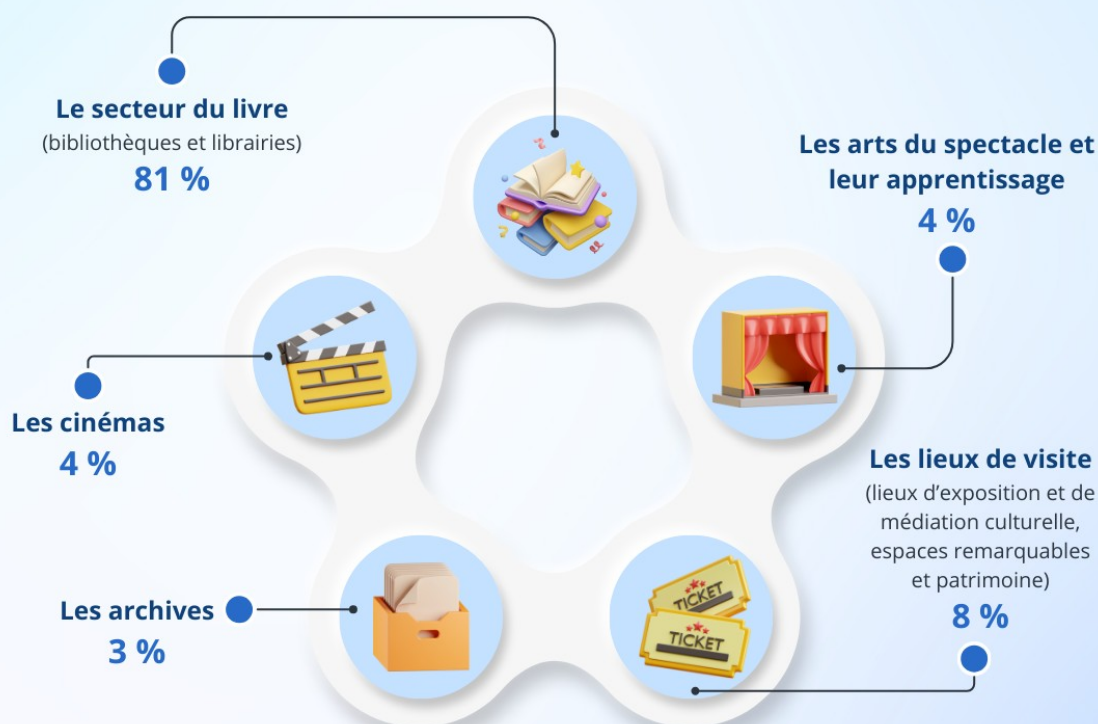 Le secteur du livre
(bibliothèques et librairies)
81 %
Les arts du spectacle et
leur apprentissage
4 %
Les cinémas
4 %
Les lieux de visite
(lieux d’exposition et de
médiation culturelle,
espaces remarquables
et patrimoine)
8 %
Les archives
3 %
TICKET
TICKET